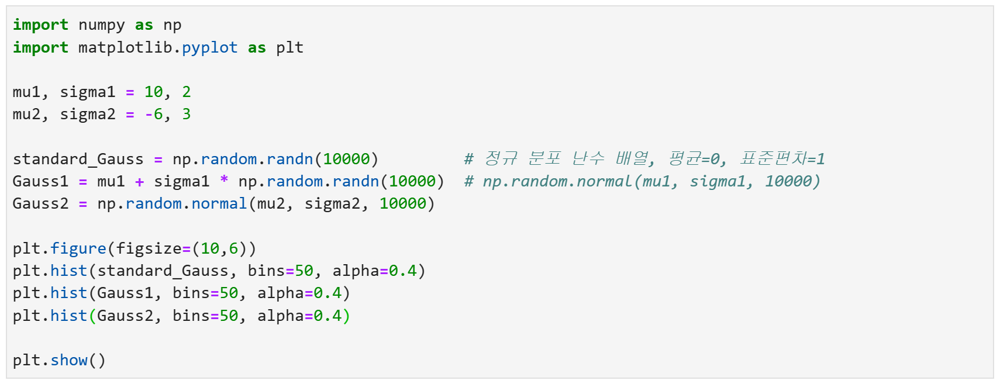 import numpy as np
import matplotlib.pyplot as plt
mu1, sigma1 = 10, 2
mu2, sigma2 = -6, 3
standard_Gauss = np.random.randn(10000)         # 정규 분포 난수 배열, 평균=0, 표준편차=1
Gauss1 = mu1 + sigma1 * np.random.randn(10000)  # np.random.normal(mu1, sigma1, 10000)
Gauss2 = np.random.normal(mu2, sigma2, 10000)
plt.figure(figsize=(10,6))
plt.hist(standard_Gauss, bins=50, alpha=0.4)
plt.hist(Gauss1, bins=50, alpha=0.4)
plt.hist(Gauss2, bins=50, alpha=0.4)
plt.show()